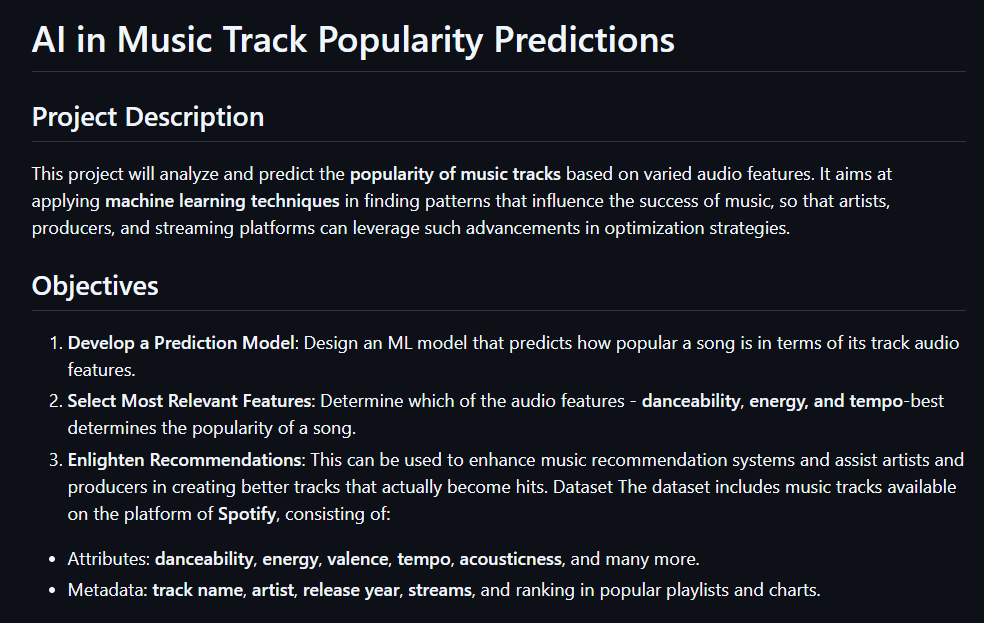 AI in Music Track Popularity Predictions
Project Description
This project will analyze and predict the popularity of music tracks based on varied audio features. It aims at
applying machine learning techniques in finding patterns that influence the success of music, so that artists,
producers, and streaming platforms can leverage such advancements in optimization strategies.
Objectives
1. Develop a Prediction Model: Design an ML model that predicts how popular a song is in terms of its track audio
features.
2. Select Most Relevant Features: Determine which of the audio features - danceability, energy, and tempo-best
determines the popularity of a song.
3. Enlighten Recommendations: This can be used to enhance music recommendation systems and assist artists and
producers in creating better tracks that actually become hits. Dataset The dataset includes music tracks available
on the platform of Spotify, consisting of:
• Attributes: danceability, energy, valence, tempo, acousticness, and many more.
• Metadata: track name, artist, release year, streams, and ranking in popular playlists and charts.